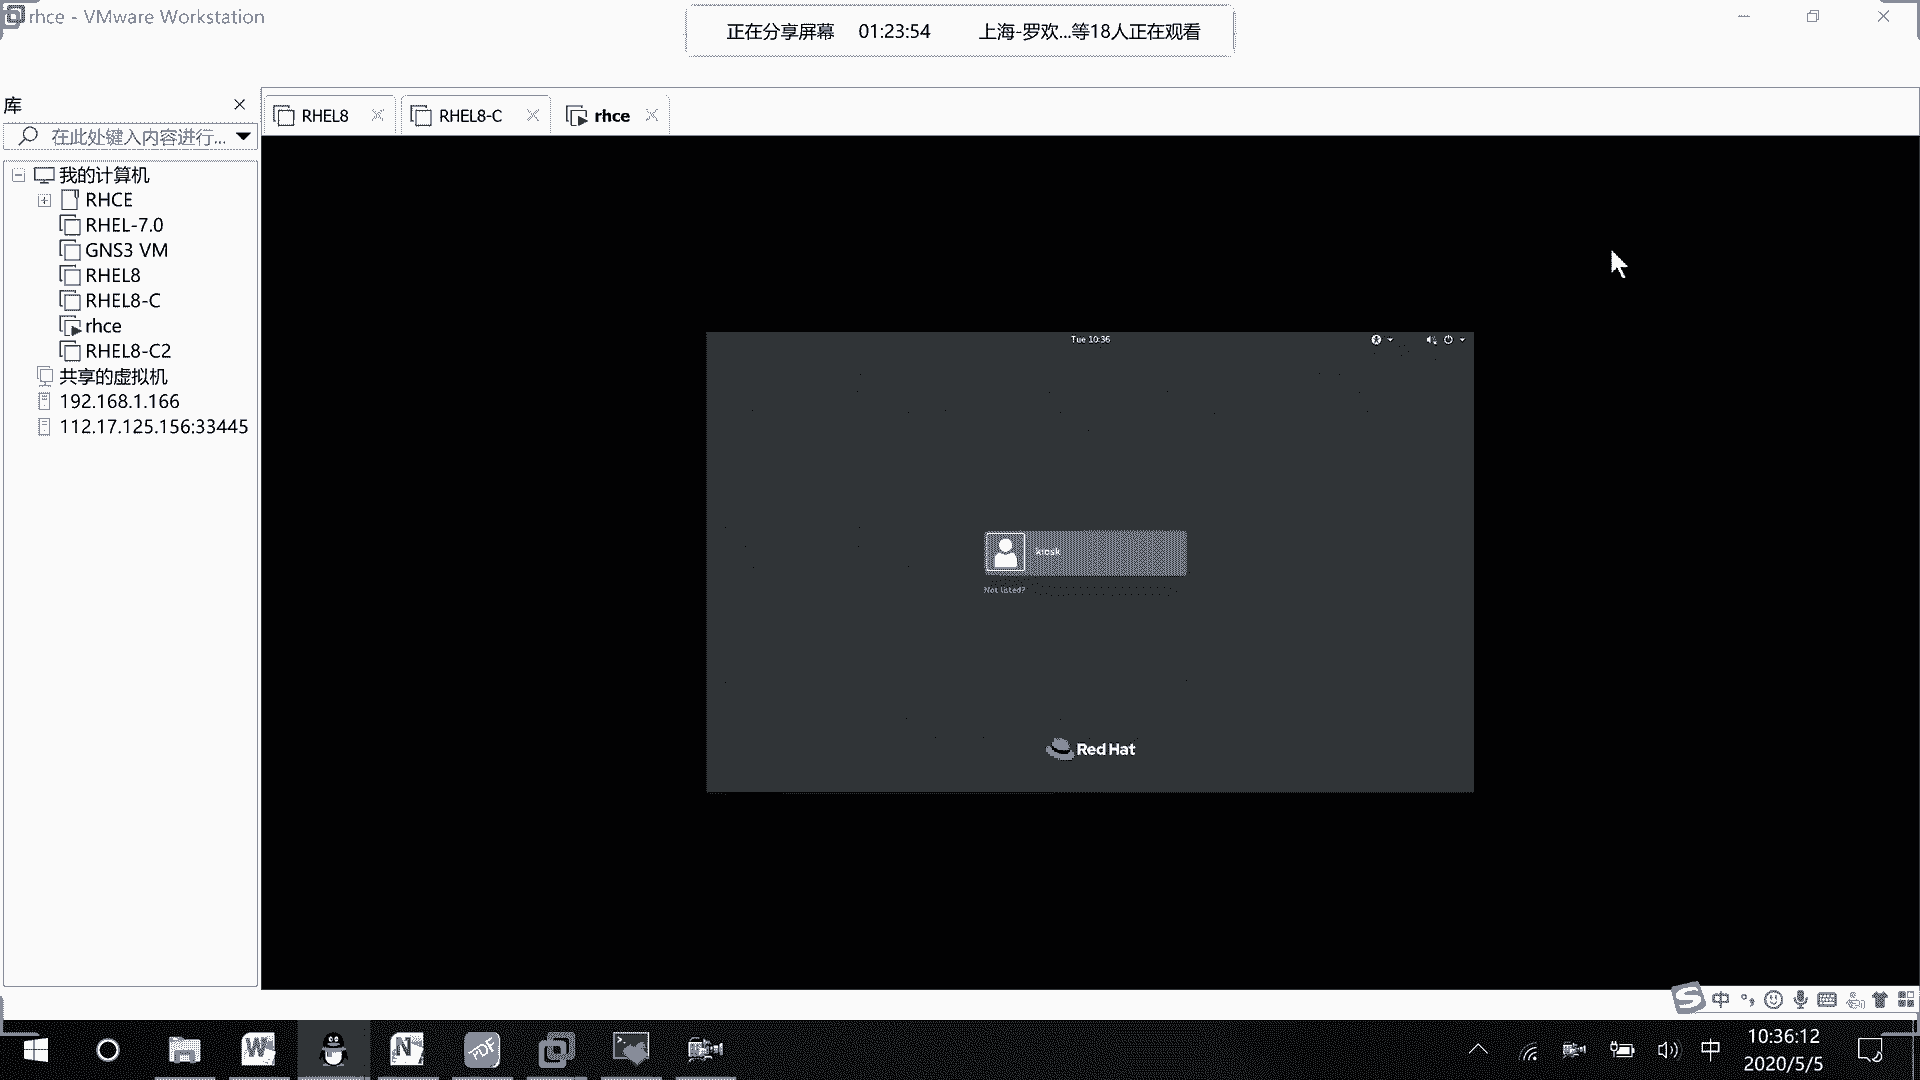 rhce - VMware Workstation
正在分享屏幕 01:23:54 上海-罗欢...等18人正在观看
库
在此处键入内容进行...
我的计算机
RHCE
RHEL-7.0
GNS3 VM
RHEL8
RHEL8-C
rhce
RHEL8-C2
共享的虚拟机
192.168.1.166
112.17.125.156:33445
RHEL8
RHEL8-C
rhce
Tue 10:36
kiosk
Not listed?
Red Hat
中
中
10:36:12
2020/5/5